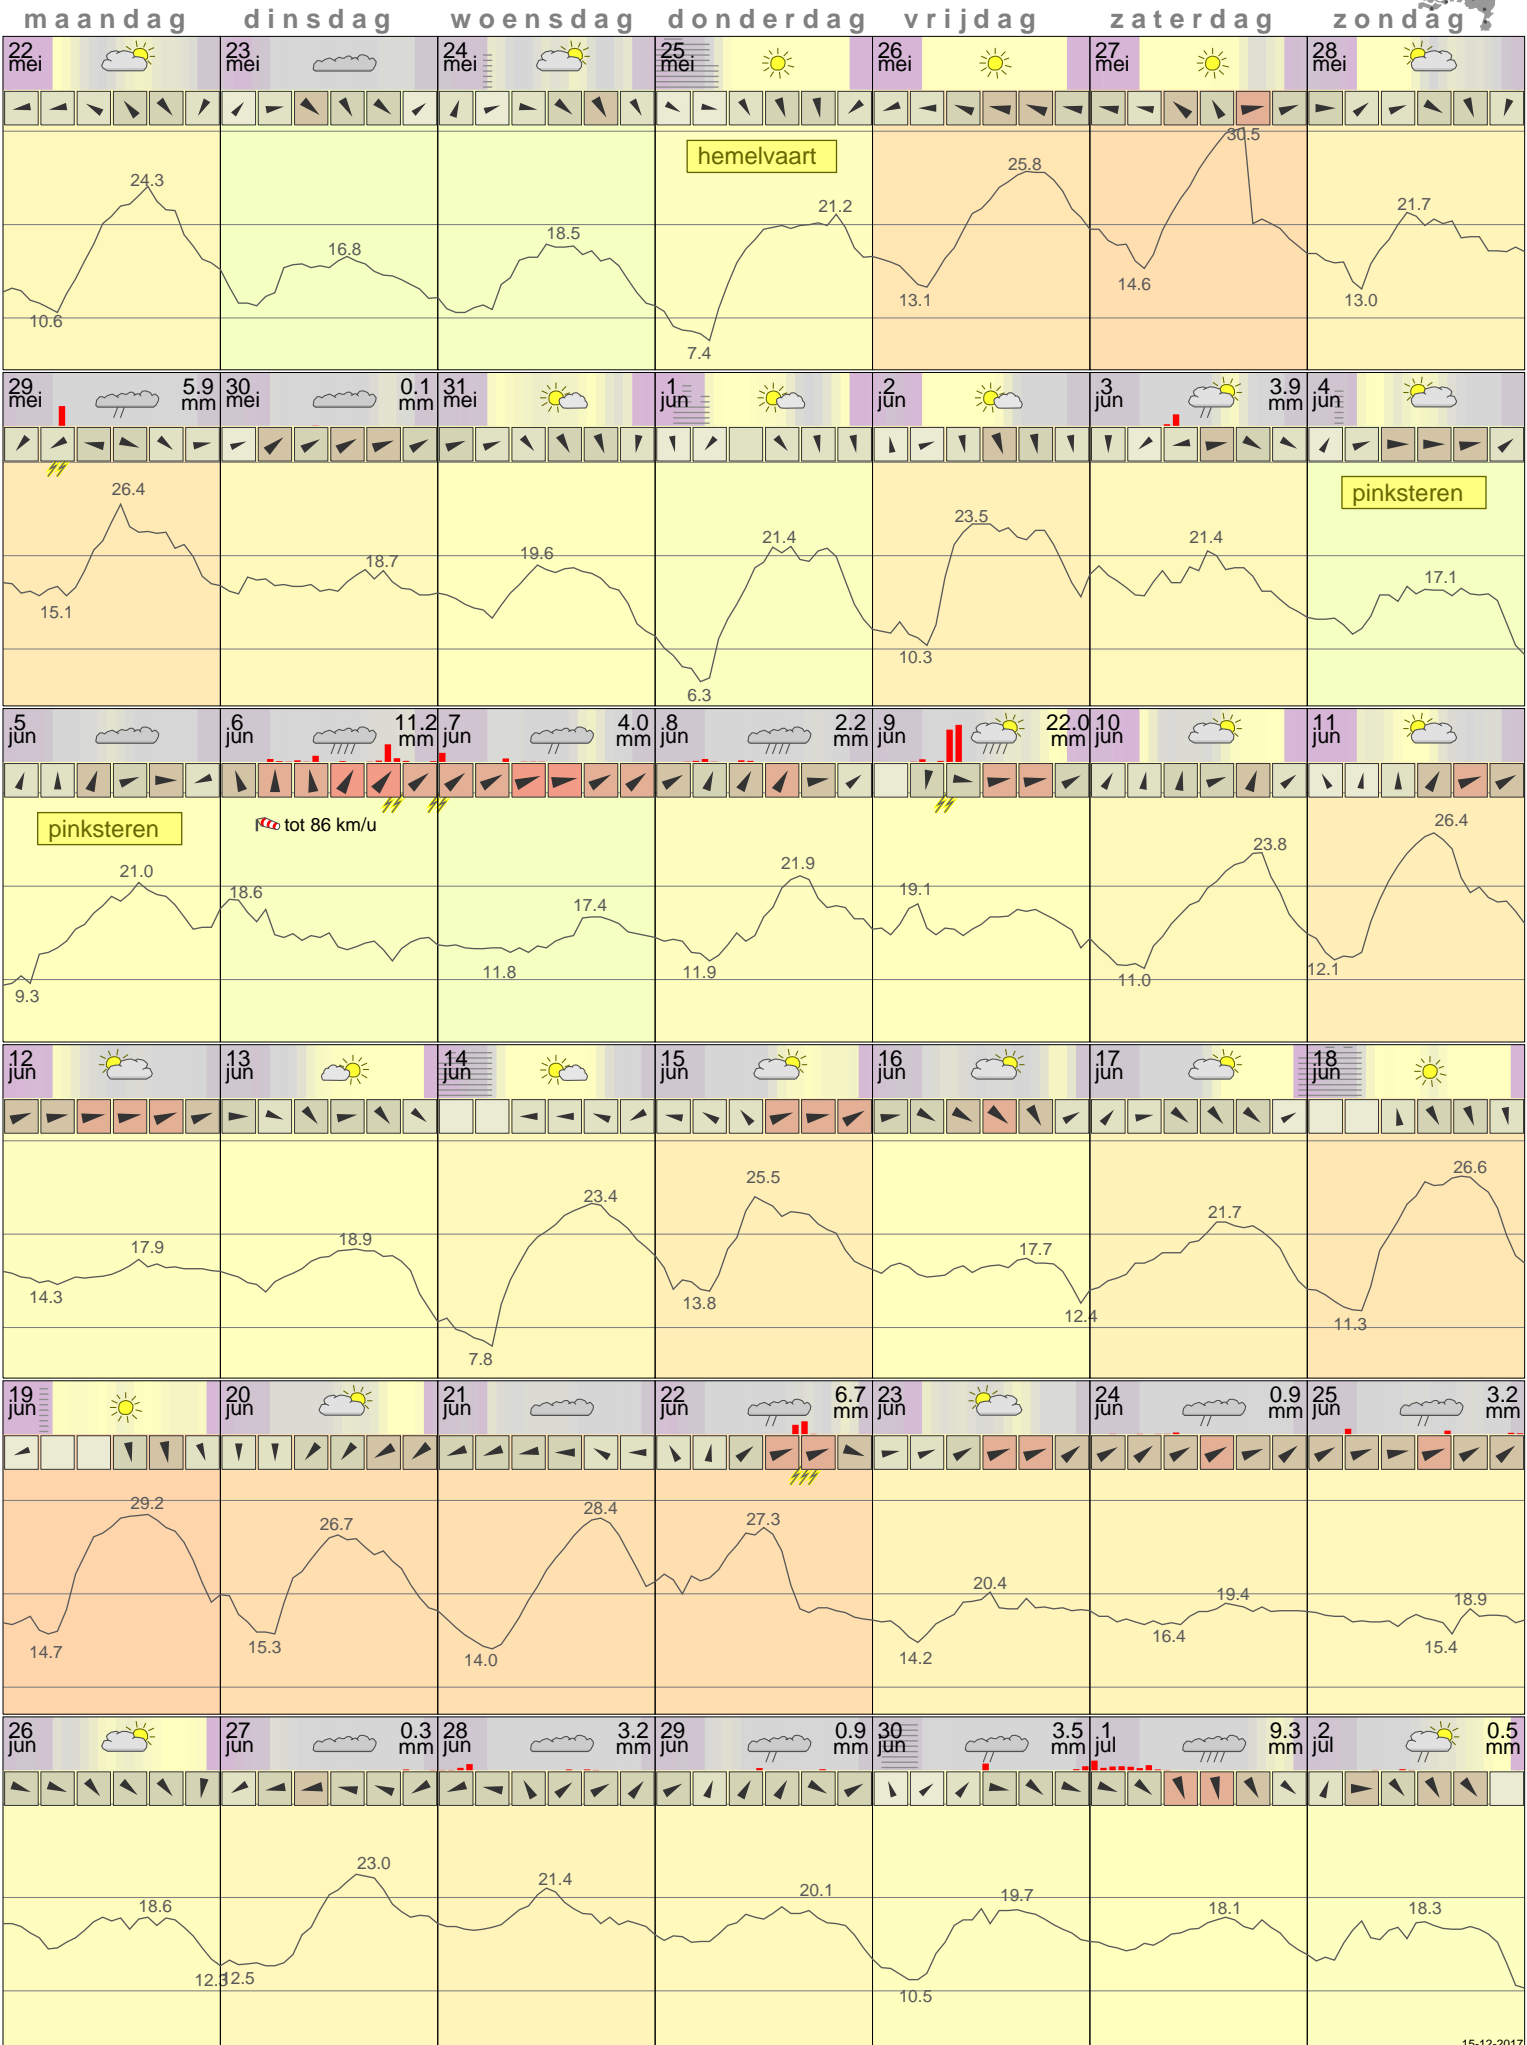 maandag dinsdag woensdag donderdag vrijdag zaterdag zondag
22 mei 23 mei 24 mei 25 mei 26 mei 27 mei 28 mei
hemelvaart
24.3 10.6 16.8 18.5 21.2 7.4 25.8 13.1 30.5 14.6 21.7 13.0
29 mei 5.9 mm 30 mei 0.1 mm 31 mei .1 jun .2 jun .3 jun 3.9 mm .4 jun
pinksteren
26.4 15.1 18.7 19.6 21.4 6.3 23.5 10.3 21.4 17.1
.5 jun .6 jun 11.2 mm .7 jun 4.0 mm .8 jun 2.2 mm .9 jun 22.0 mm 10 jun 11 jun
pinksteren tot 86 km/u
21.0 9.3 18.6 17.4 11.8 21.9 11.9 19.1 23.8 11.0 26.4 12.1
12 jun 13 jun 14 jun 15 jun 16 jun 17 jun 18 jun
17.9 14.3 18.9 23.4 7.8 25.5 13.8 17.7 12.4 21.7 26.6 11.3
19 jun 20 jun 21 jun 22 jun 6.7 mm 23 jun 24 jun 0.9 mm 25 jun 3.2 mm
29.2 14.7 26.7 15.3 28.4 14.0 27.3 20.4 14.2 19.4 16.4 18.9 15.4
26 jun 27 jun 0.3 mm 28 jun 3.2 mm 29 jun 0.9 mm 30 jun 3.5 mm .1 jul 9.3 mm .2 jul 0.5 mm
18.6 12.3 23.0 12.5 21.4 20.1 19.7 10.5 18.1 18.3
15-12-2017